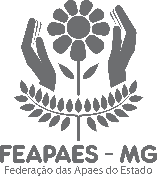 FEAPAES - MG
Federação das Apaes do Estado